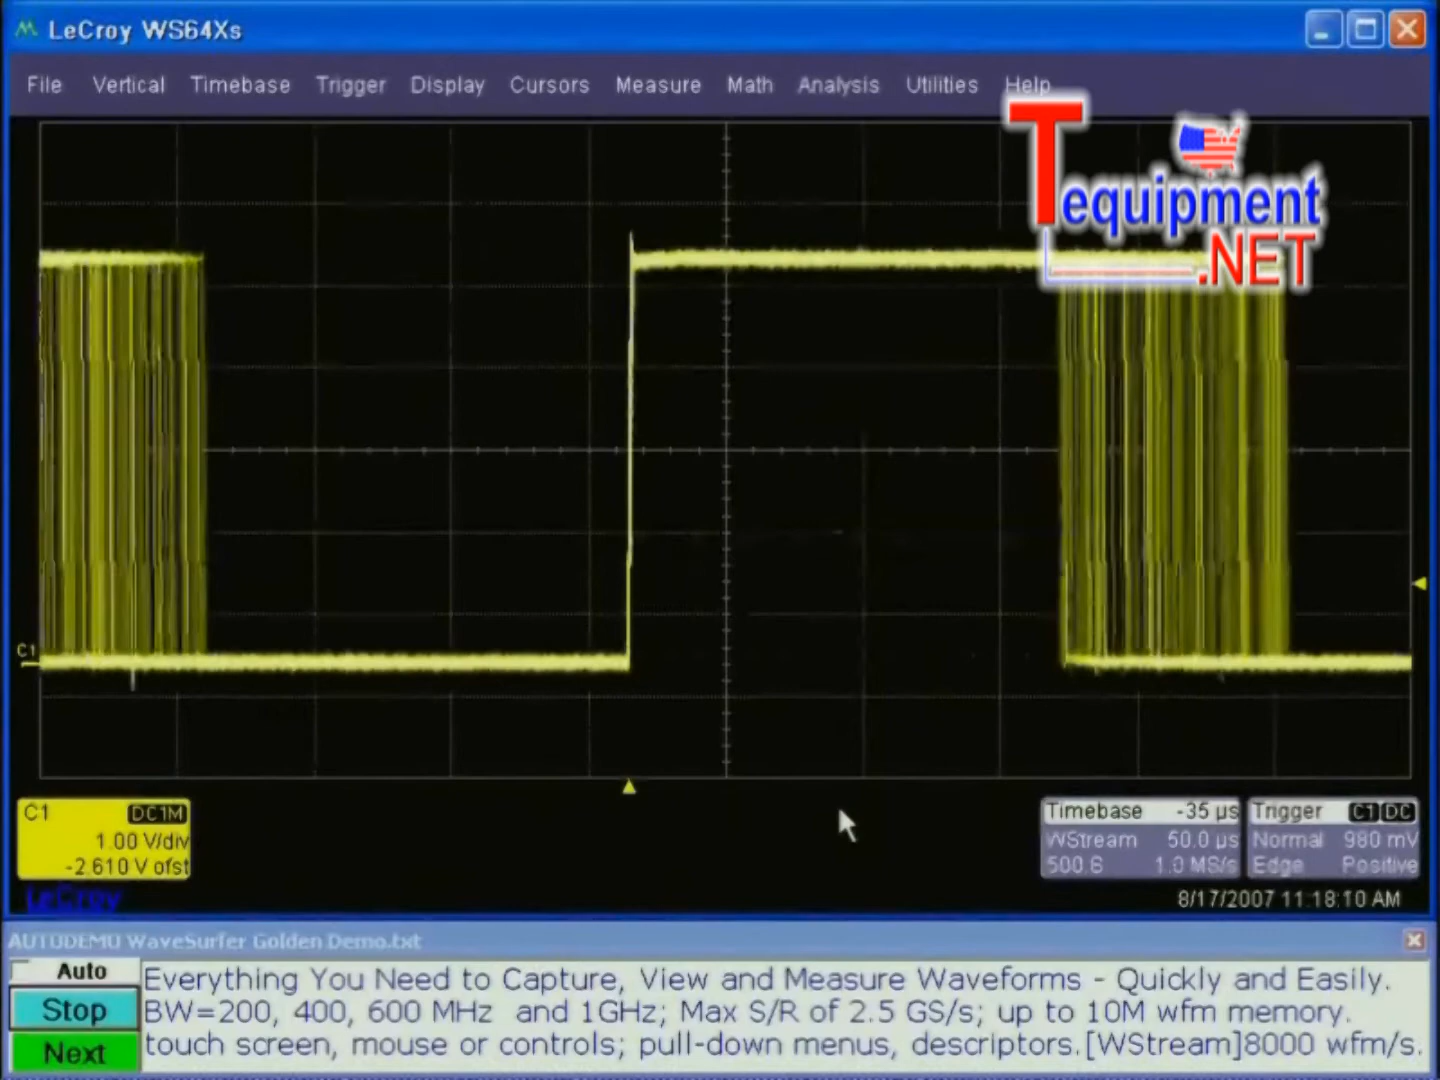 LeCroy WS64Xs
File Vertical Timebase Trigger Display Cursors Measure Math Analysis Utilities Help
Tequipment
.NET
C1
C1 DC1M
1.00 V/div
-2.610 V ofst
LeCroy
Timebase -35 µs
WStream 50.0 µs
500 S 1.0 MS/s
Trigger C1 DC
Normal 980 mV
Edge Positive
8/17/2007 11:18:10 AM
AUTODEMO WaveSurfer Golden Demo.txt
Auto
Stop
Next
Everything You Need to Capture, View and Measure Waveforms - Quickly and Easily.
BW=200, 400, 600 MHz and 1GHz; Max S/R of 2.5 GS/s; up to 10M wfm memory.
touch screen, mouse or controls; pull-down menus, descriptors.[WStream]8000 wfm/s.